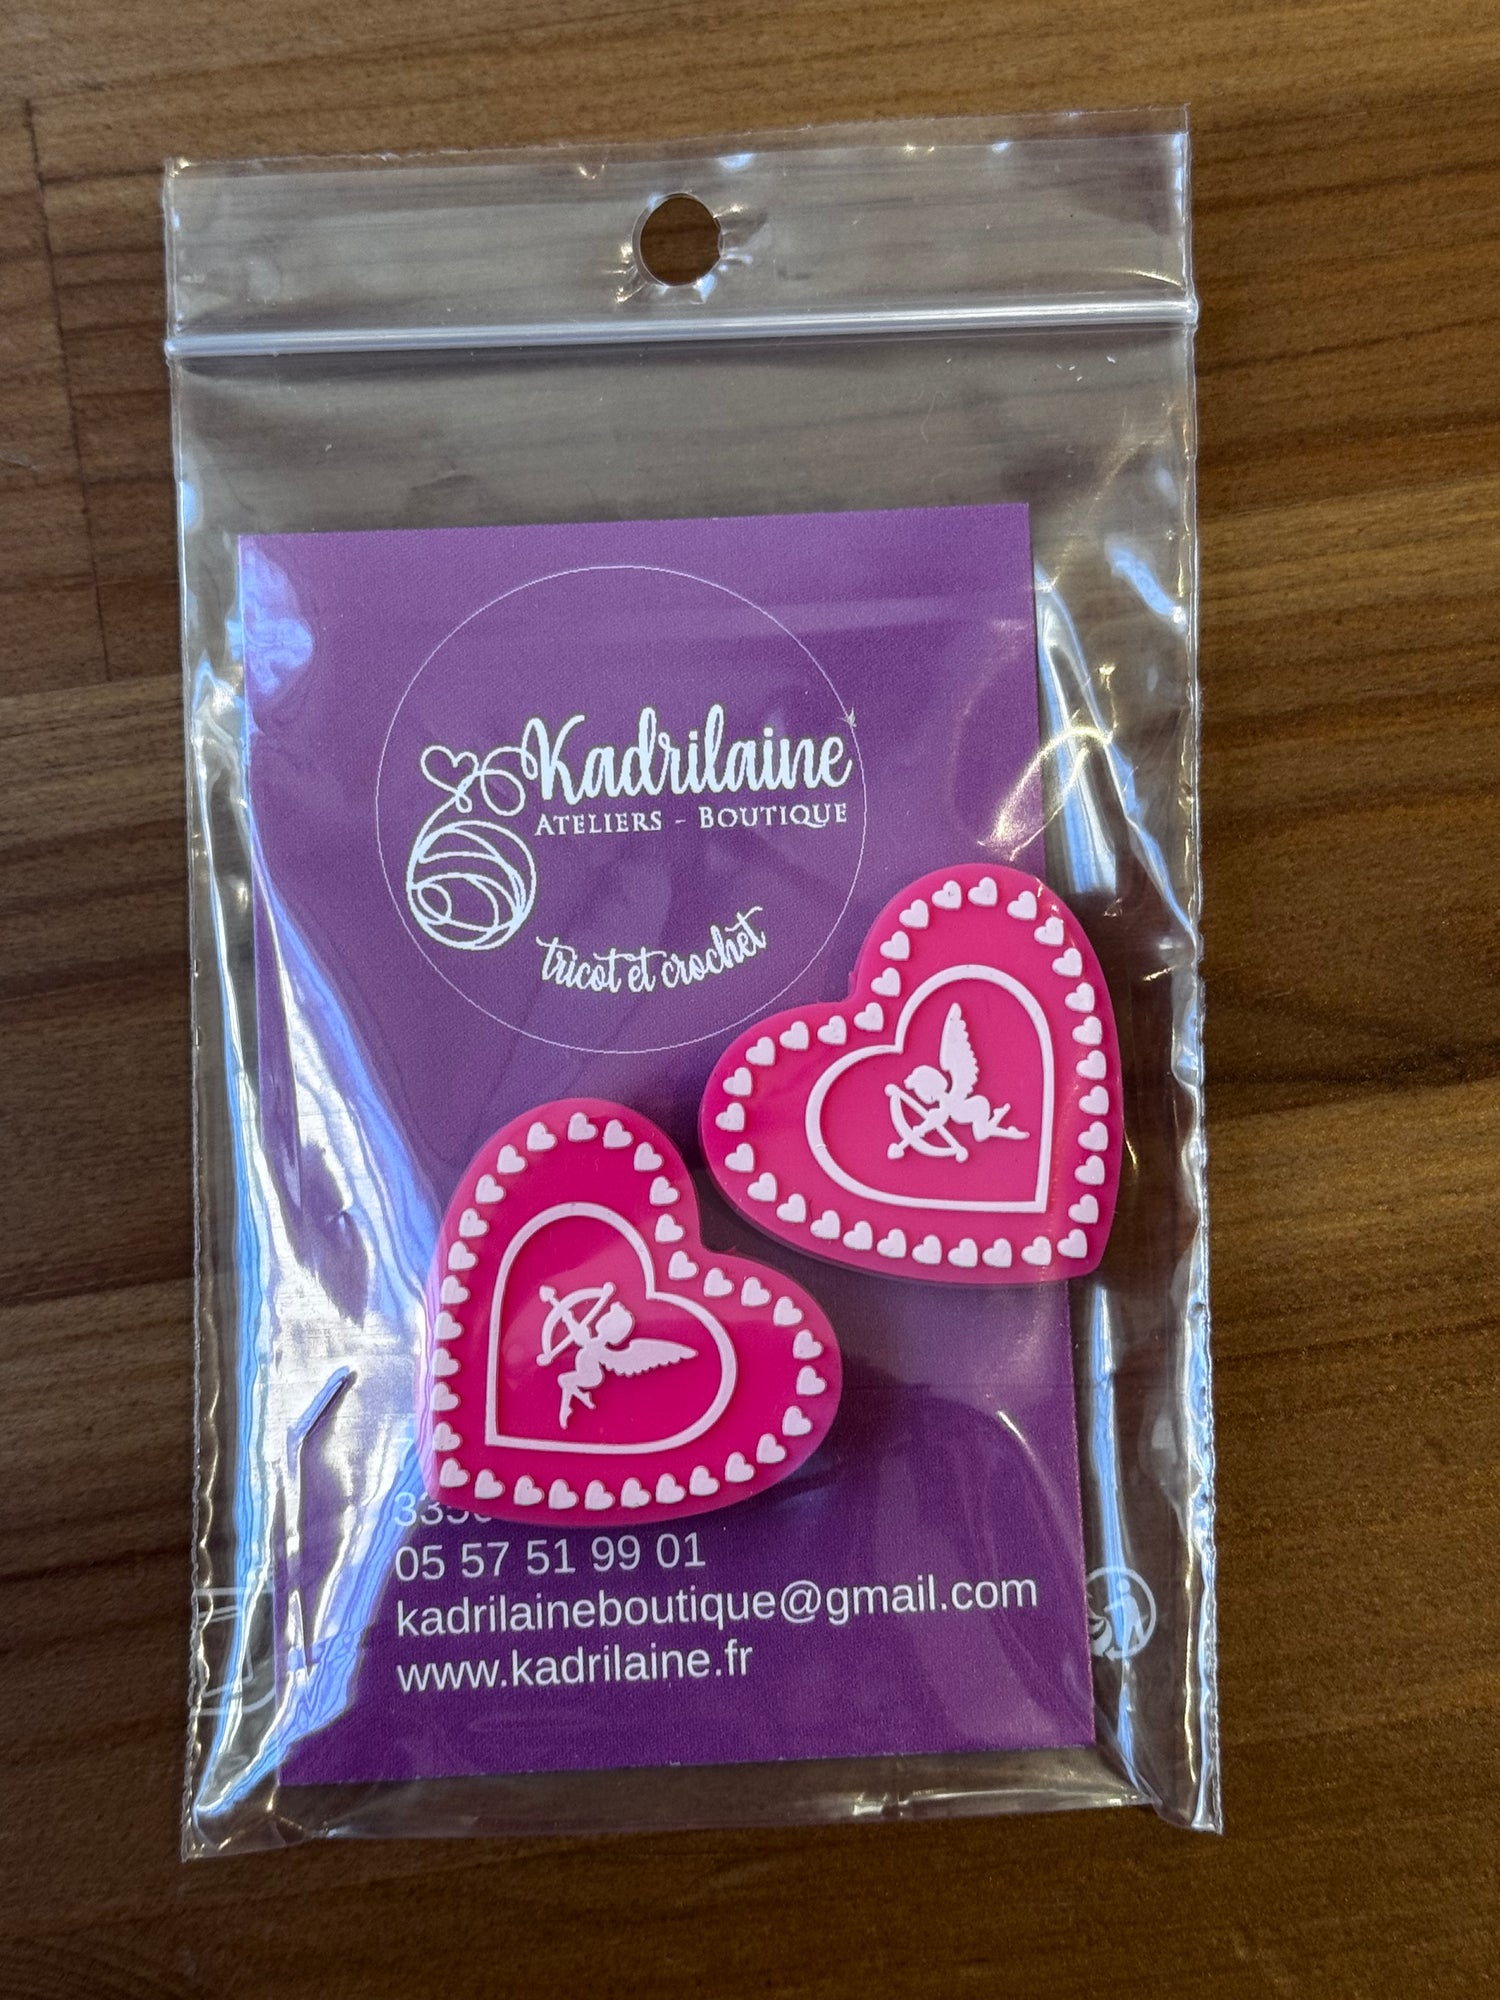 Kadrilaine
ATELIERS - BOUTIQUE
tricot et crochet
05 57 51 99 01
kadrilaineboutique@gmail.com
www.kadrilaine.fr